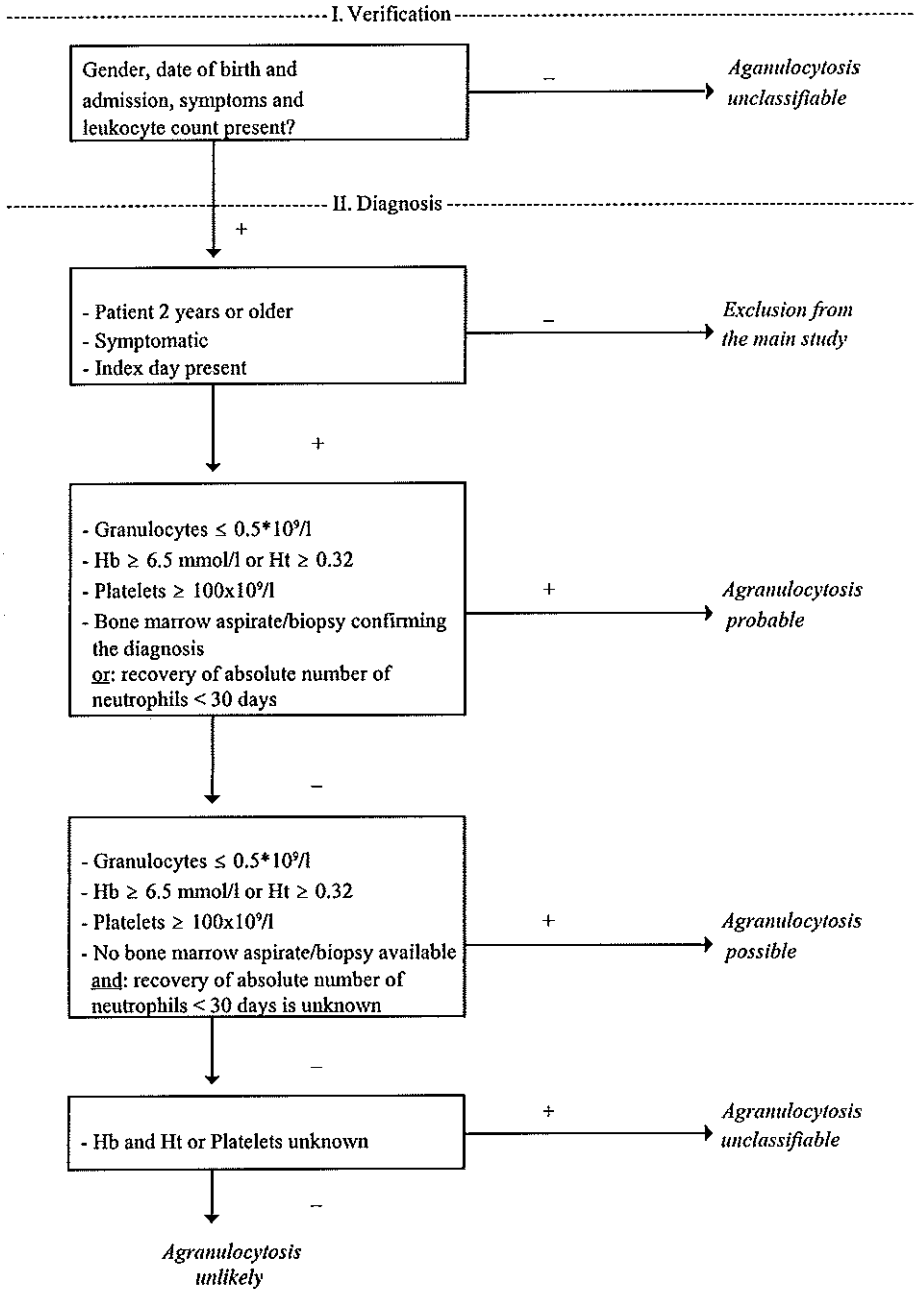 I. Verification
Gender, date of birth and
admission, symptoms and
leukocyte count present?
–
Aganulocytosis
unclassifiable
II. Diagnosis
+
- Patient 2 years or older
- Symptomatic
- Index day present
–
Exclusion from
the main study
+
- Granulocytes ≤ 0.5*10⁹/l
- Hb ≥ 6.5 mmol/l or Ht ≥ 0.32
- Platelets ≥ 100x10⁹/l
- Bone marrow aspirate/biopsy confirming
the diagnosis
or: recovery of absolute number of
neutrophils < 30 days
+
Agranulocytosis
probable
–
- Granulocytes ≤ 0.5*10⁹/l
- Hb ≥ 6.5 mmol/l or Ht ≥ 0.32
- Platelets ≥ 100x10⁹/l
- No bone marrow aspirate/biopsy available
and: recovery of absolute number of
neutrophils < 30 days is unknown
+
Agranulocytosis
possible
–
- Hb and Ht or Platelets unknown
+
Agranulocytosis
unclassifiable
–
Agranulocytosis
unlikely